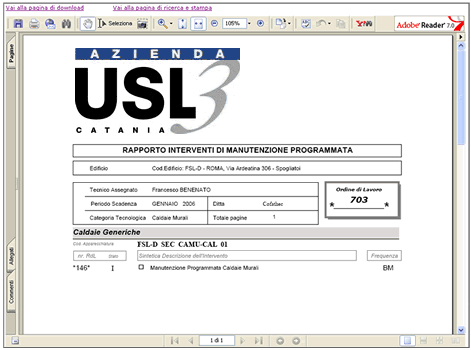 Vai alla pagina di download Vai alla pagina di ricerca e stampa
Seleziona 105% Y! Adobe Reader 7.0
Pagine
AZIENDA
USL3
CATANIA
RAPPORTO INTERVENTI DI MANUTENZIONE PROGRAMMATA
Edificio Cod.Edificio: FSL-D - ROMA, Via Ardeatina 306 - Spogliatoi
Tecnico Assegnato Francesco BENENATO
Periodo Scadenza GENNAIO 2006 Ditta Cofathec
Categoria Tecnologica Caldaie Murali Totale pagine 1
Ordine di Lavoro
*703*
Caldaie Generiche
Cod. Apparecchiatura FSL-D SEC CAMU-CAL 01
nr. RdL stato Sintetica Descrizione dell'intervento Frequenza
*146* I Manutenzione Programmata Caldaie Murali BM
Allegati
Commenti
1 di 1